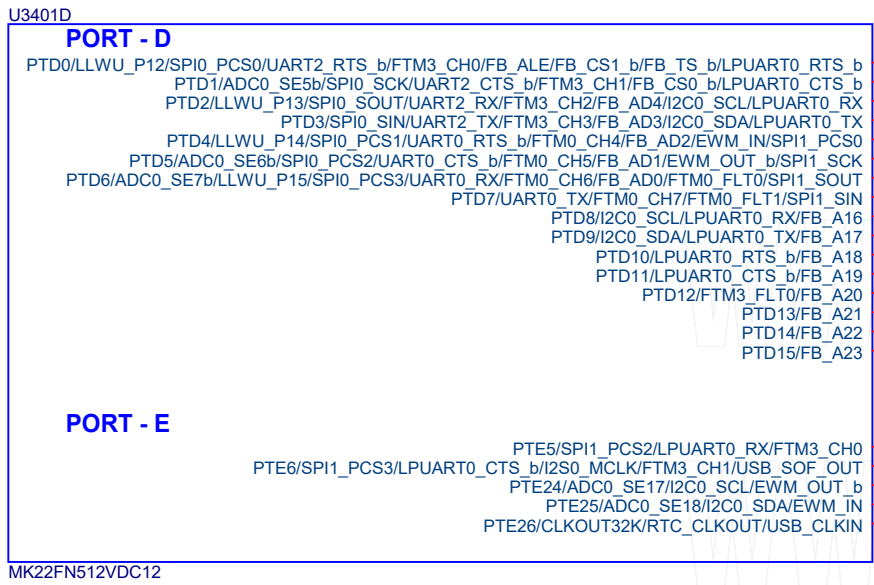 U3401D
PORT - D
PTD0/LLWU_P12/SPI0_PCS0/UART2_RTS_b/FTM3_CH0/FB_ALE/FB_CS1_b/FB_TS_b/LPUART0_RTS_b
PTD1/ADC0_SE5b/SPI0_SCK/UART2_CTS_b/FTM3_CH1/FB_CS0_b/LPUART0_CTS_b
PTD2/LLWU_P13/SPI0_SOUT/UART2_RX/FTM3_CH2/FB_AD4/I2C0_SCL/LPUART0_RX
PTD3/SPI0_SIN/UART2_TX/FTM3_CH3/FB_AD3/I2C0_SDA/LPUART0_TX
PTD4/LLWU_P14/SPI0_PCS1/UART0_RTS_b/FTM0_CH4/FB_AD2/EWM_IN/SPI1_PCS0
PTD5/ADC0_SE6b/SPI0_PCS2/UART0_CTS_b/FTM0_CH5/FB_AD1/EWM_OUT_b/SPI1_SCK
PTD6/ADC0_SE7b/LLWU_P15/SPI0_PCS3/UART0_RX/FTM0_CH6/FB_AD0/FTM0_FLT0/SPI1_SOUT
PTD7/UART0_TX/FTM0_CH7/FTM0_FLT1/SPI1_SIN
PTD8/I2C0_SCL/LPUART0_RX/FB_A16
PTD9/I2C0_SDA/LPUART0_TX/FB_A17
PTD10/LPUART0_RTS_b/FB_A18
PTD11/LPUART0_CTS_b/FB_A19
PTD12/FTM3_FLT0/FB_A20
PTD13/FB_A21
PTD14/FB_A22
PTD15/FB_A23
PORT - E
PTE5/SPI1_PCS2/LPUART0_RX/FTM3_CH0
PTE6/SPI1_PCS3/LPUART0_CTS_b/I2S0_MCLK/FTM3_CH1/USB_SOF_OUT
PTE24/ADC0_SE17/I2C0_SCL/EWM_OUT_b
PTE25/ADC0_SE18/I2C0_SDA/EWM_IN
PTE26/CLKOUT32K/RTC_CLKOUT/USB_CLKIN
MK22FN512VDC12